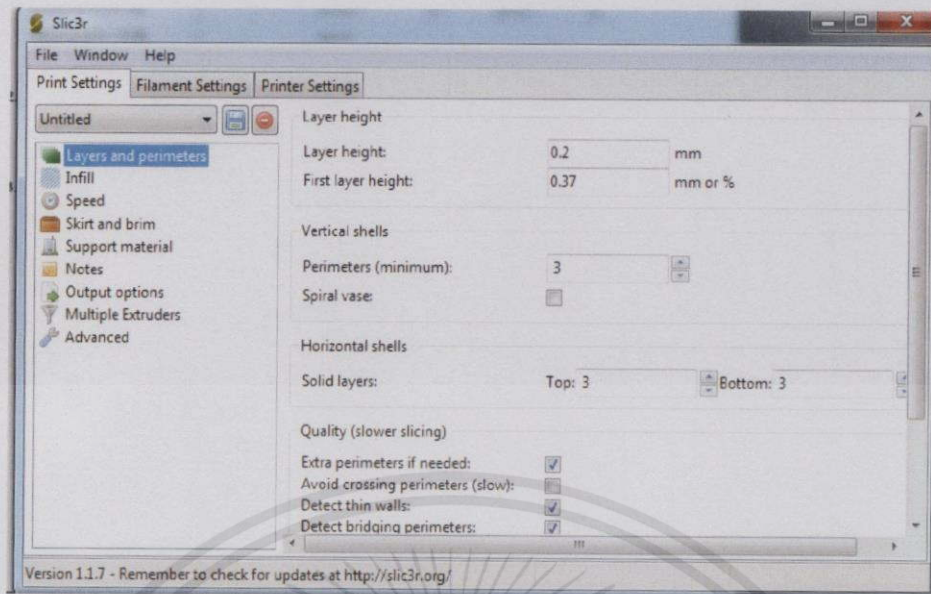 Slic3r
File Window Help
Print Settings Filament Settings Printer Settings
Untitled
Layers and perimeters
Infill
Speed
Skirt and brim
Support material
Notes
Output options
Multiple Extruders
Advanced
Layer height
Layer height: 0.2 mm
First layer height: 0.37 mm or %
Vertical shells
Perimeters (minimum): 3
Spiral vase:
Horizontal shells
Solid layers: Top: 3 Bottom: 3
Quality (slower slicing)
Extra perimeters if needed:
Avoid crossing perimeters (slow):
Detect thin walls:
Detect bridging perimeters:
Version 1.1.7 - Remember to check for updates at http://slic3r.org/